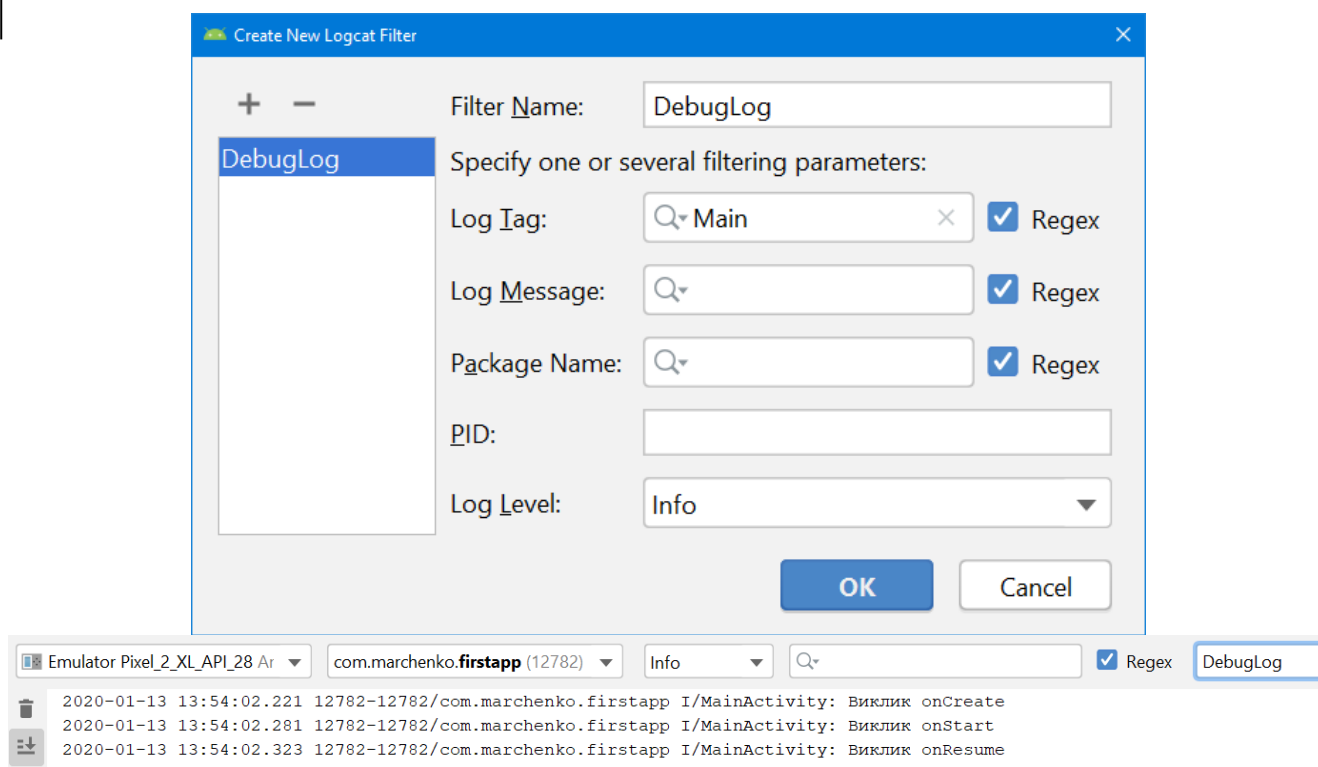 Create New Logcat Filter
Filter Name: DebugLog
DebugLog
Specify one or several filtering parameters:
Log Tag: Main Regex
Log Message: Regex
Package Name: Regex
PID:
Log Level: Info
OK Cancel
Emulator Pixel_2_XL_API_28 Ar com.marchenko.firstapp (12782) Info Regex DebugLog
2020-01-13 13:54:02.221 12782-12782/com.marchenko.firstapp I/MainActivity: Виклик onCreate
2020-01-13 13:54:02.281 12782-12782/com.marchenko.firstapp I/MainActivity: Виклик onStart
2020-01-13 13:54:02.323 12782-12782/com.marchenko.firstapp I/MainActivity: Виклик onResume